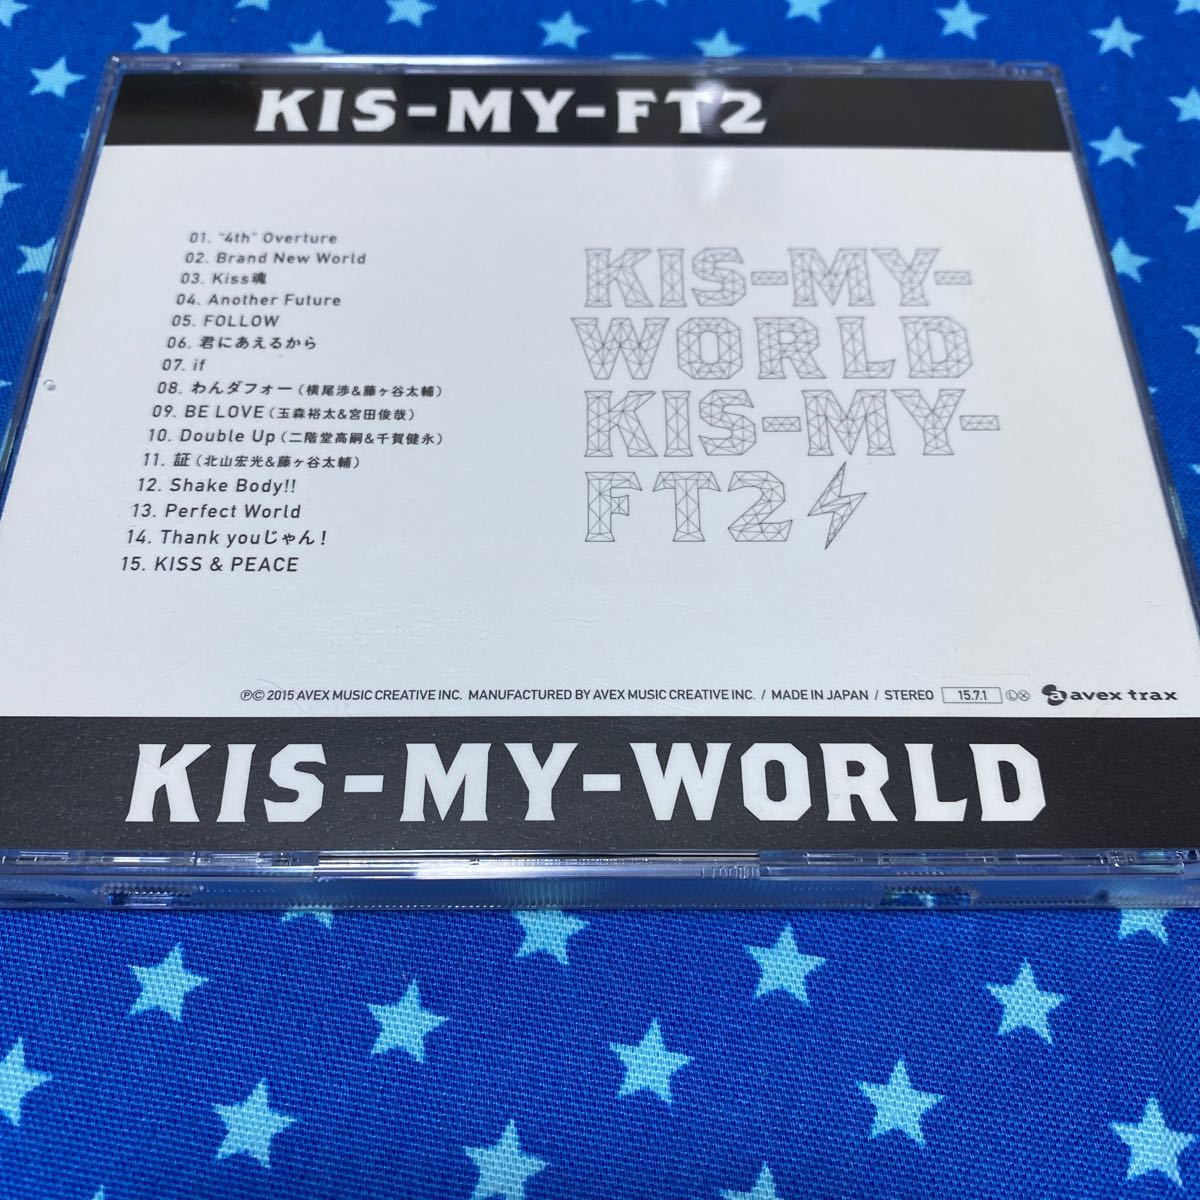 KIS-MY-FT2
01. "4th" Overture
02. Brand New World
03. Kiss魂
04. Another Future
05. FOLLOW
06. 君にあえるから
07. if
08. わんダフォー（横尾渉＆藤ヶ谷太輔）
09. BE LOVE（玉森裕太＆宮田俊哉）
10. Double Up（二階堂高嗣＆千賀健永）
11. 証（北山宏光＆藤ヶ谷太輔）
12. Shake Body!!
13. Perfect World
14. Thank youじゃん！
15. KISS & PEACE
KIS-MY-
WORLD
KIS-MY-
FT2
℗© 2015 AVEX MUSIC CREATIVE INC. MANUFACTURED BY AVEX MUSIC CREATIVE INC. / MADE IN JAPAN / STEREO 15.7.1 Ⓛⓧ a avex trax
KIS-MY-WORLD